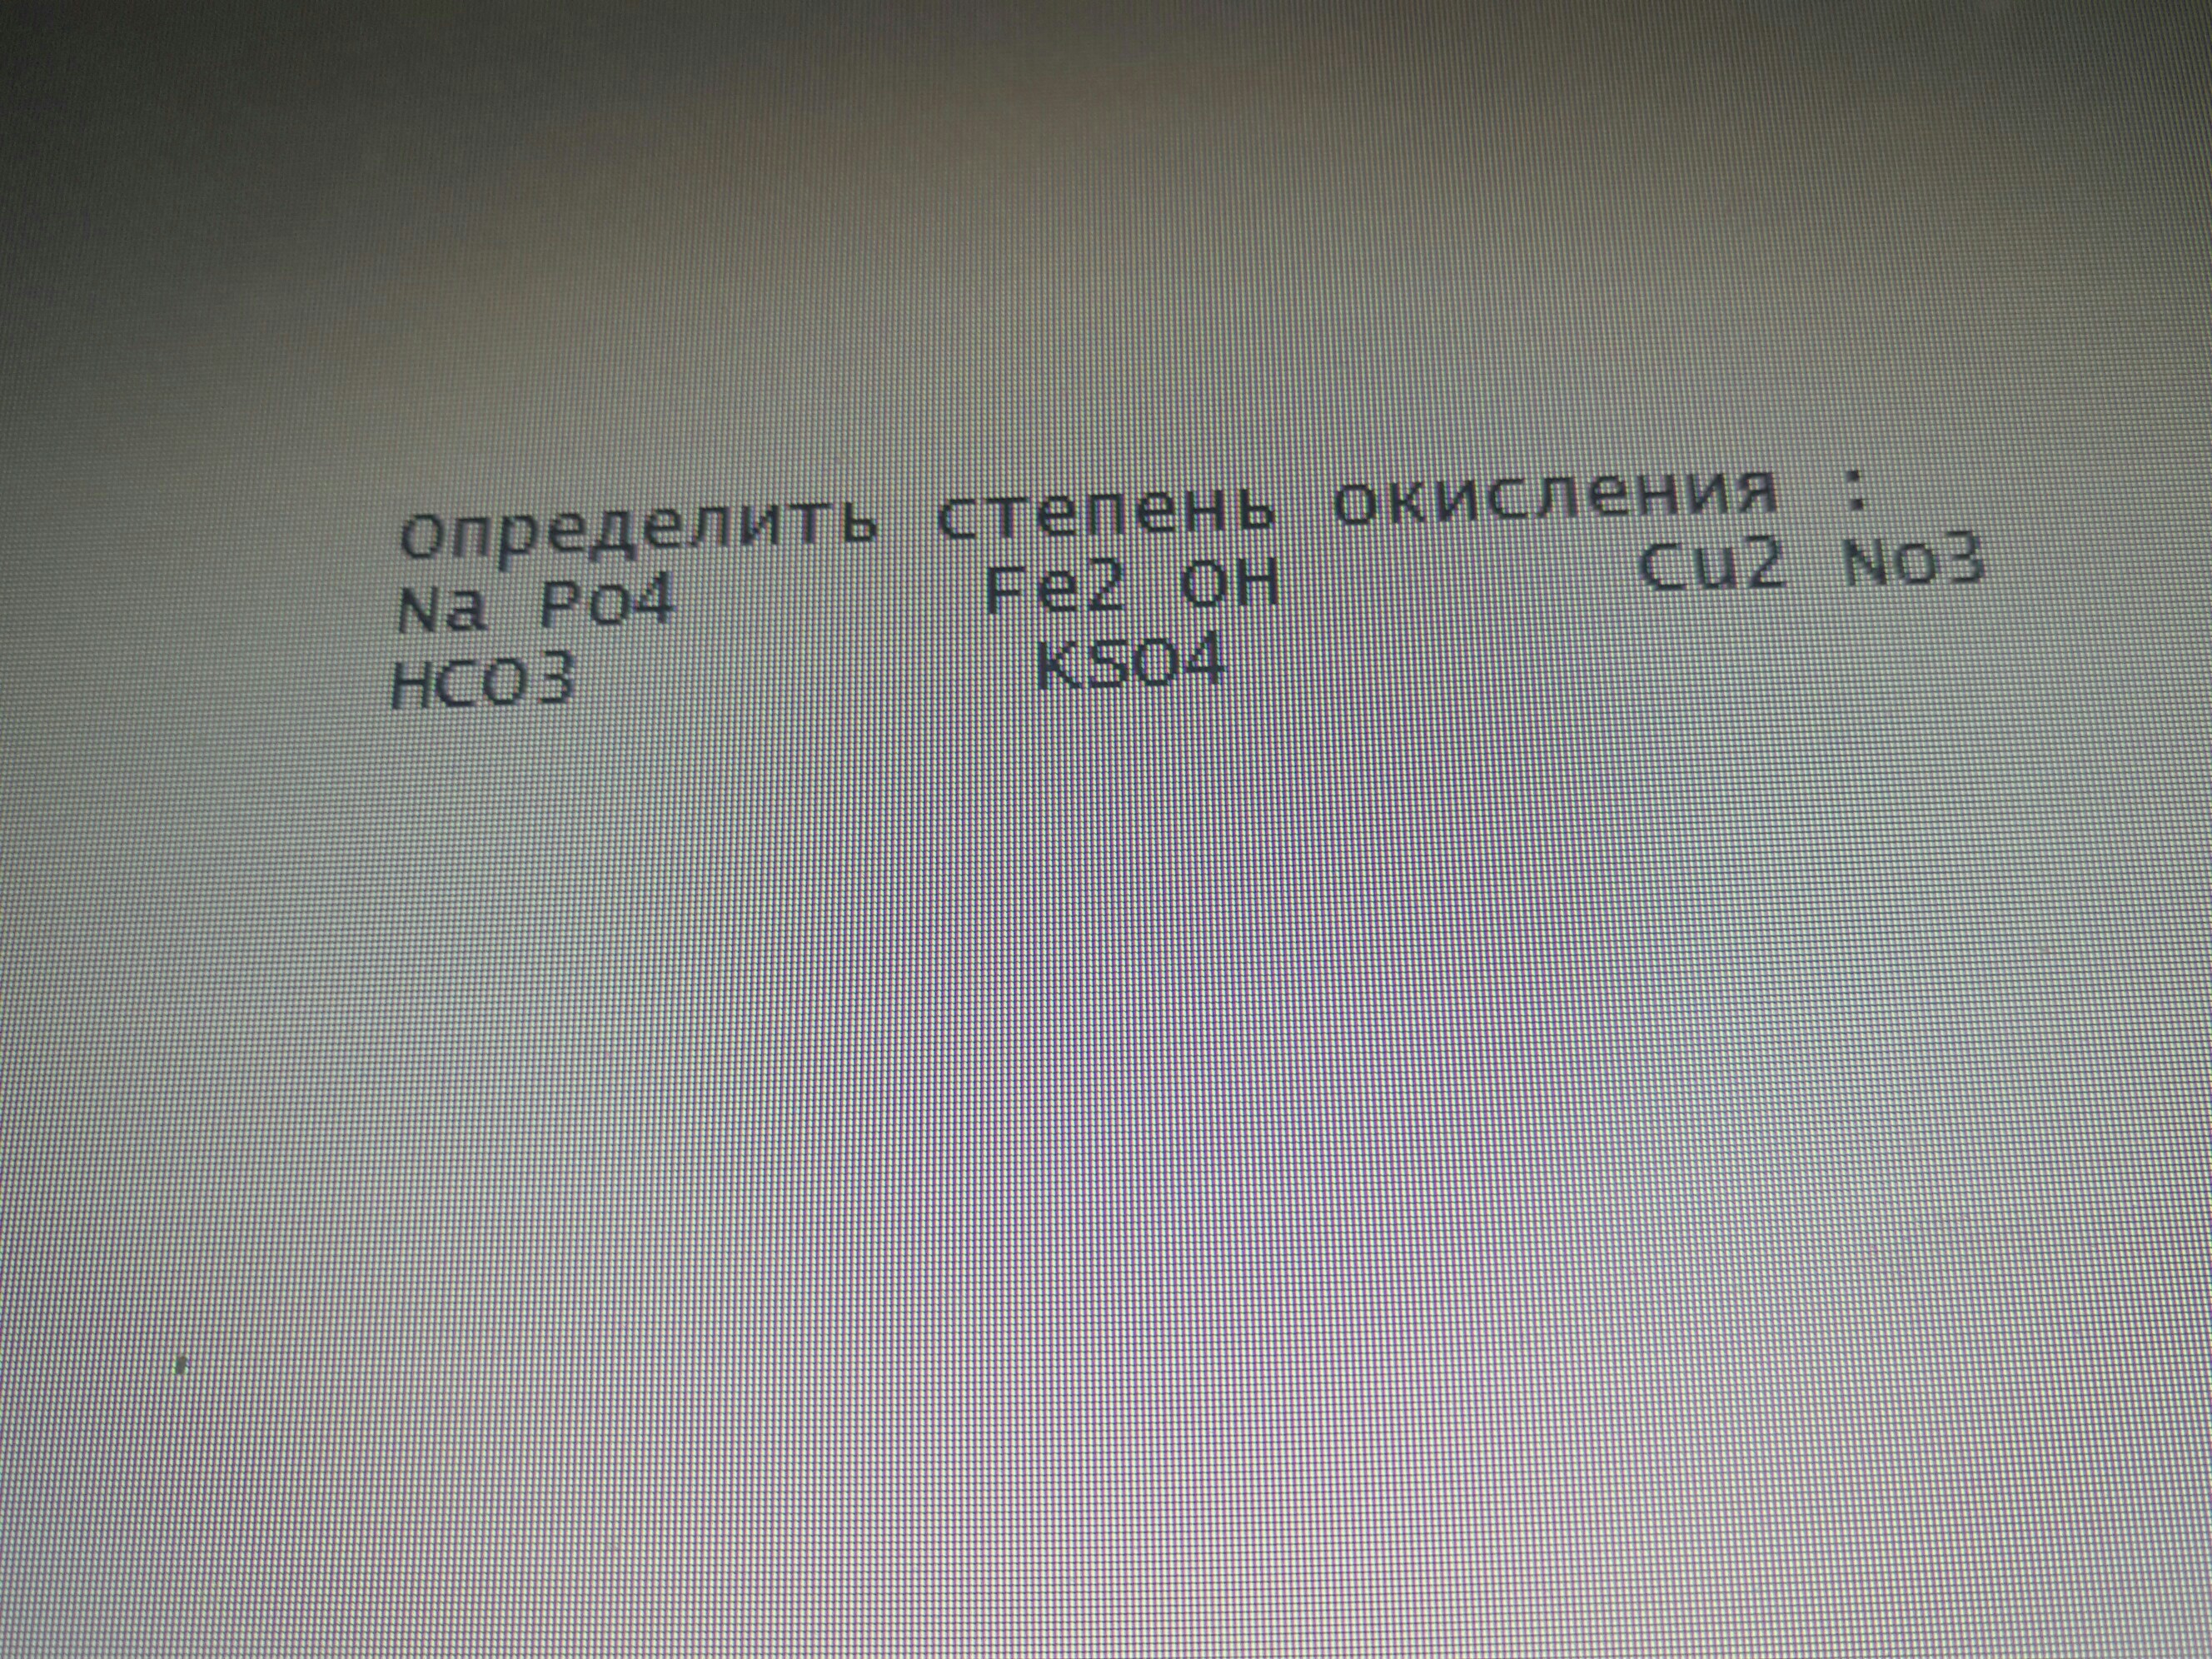 Определить степень окисления :
Na Po4 Fe2 OH Cu2 No3
HCO3 KSO4